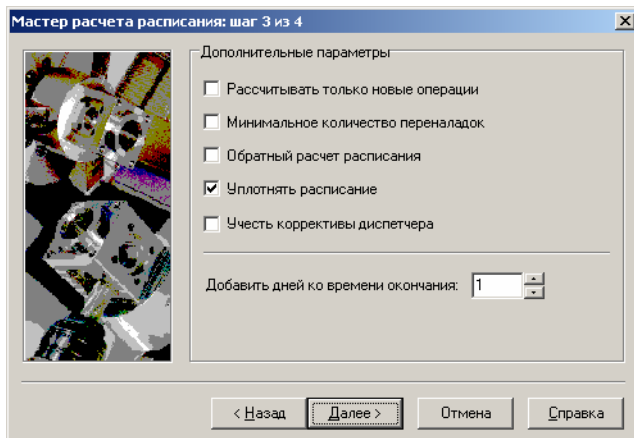 Мастер расчета расписания: шаг 3 из 4
Дополнительные параметры
Рассчитывать только новые операции
Минимальное количество переналадок
Обратный расчет расписания
Уплотнять расписание
Учесть коррективы диспетчера
Добавить дней ко времени окончания: 1
< Назад Далее > Отмена Справка